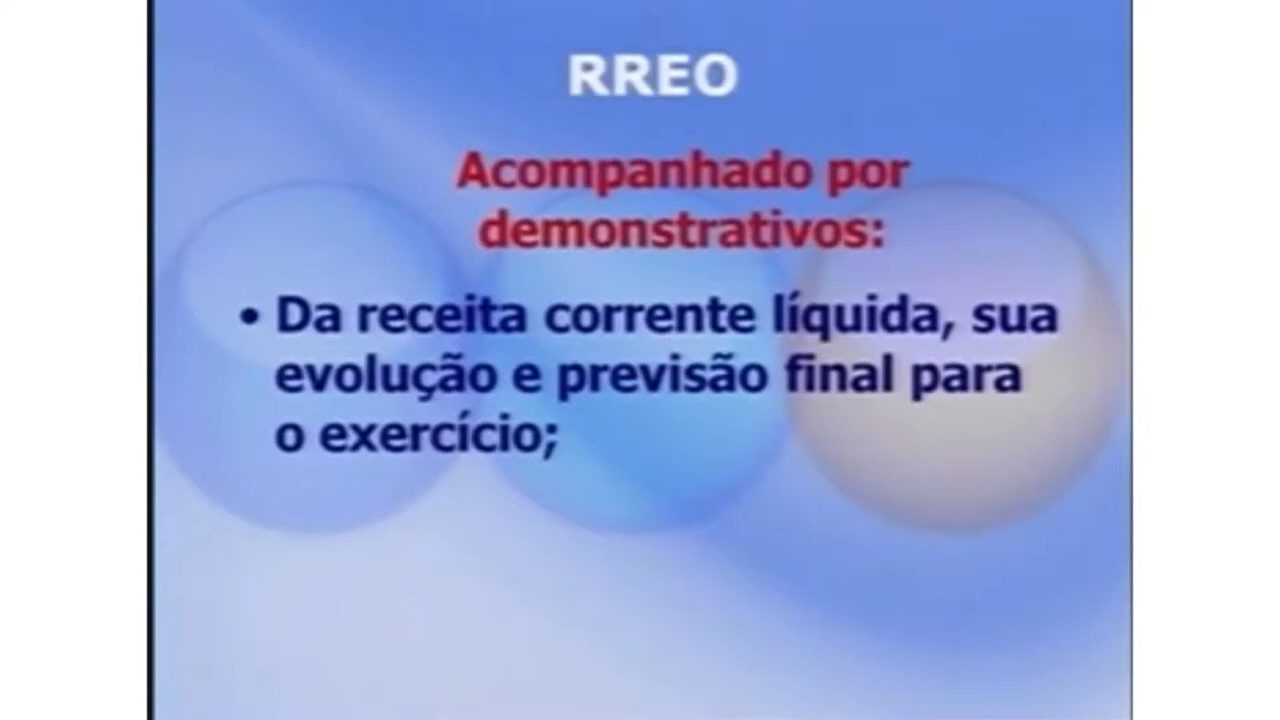 RREO
Acompanhado por
demonstrativos:
• Da receita corrente líquida, sua
evolução e previsão final para
o exercício;